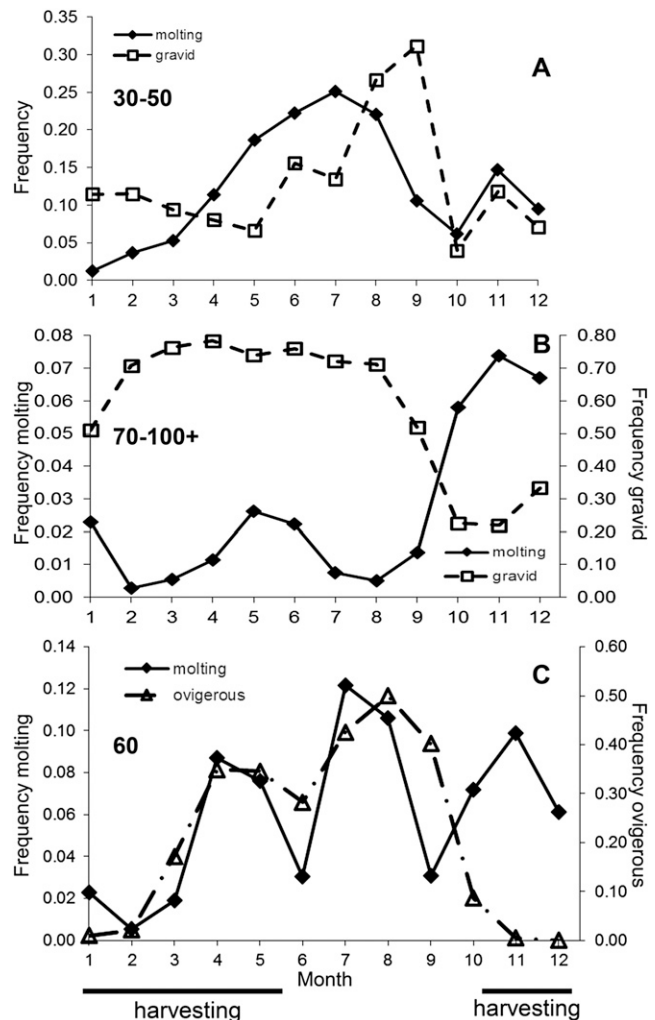 A
molting
gravid
30-50
Frequency
0.35
0.30
0.25
0.20
0.15
0.10
0.05
0.00
1 2 3 4 5 6 7 8 9 10 11 12
B
70-100+
Frequency molting
0.08
0.07
0.06
0.05
0.04
0.03
0.02
0.01
0.00
0.80
0.70
0.60
0.50
0.40
0.30
0.20
0.10
0.00
Frequency gravid
molting
gravid
1 2 3 4 5 6 7 8 9 10 11 12
C
molting
ovigerous
60
Frequency molting
0.14
0.12
0.10
0.08
0.06
0.04
0.02
0.00
0.60
0.50
0.40
0.30
0.20
0.10
0.00
Frequency ovigerous
1 2 3 4 5 6 7 8 9 10 11 12
Month
harvesting harvesting